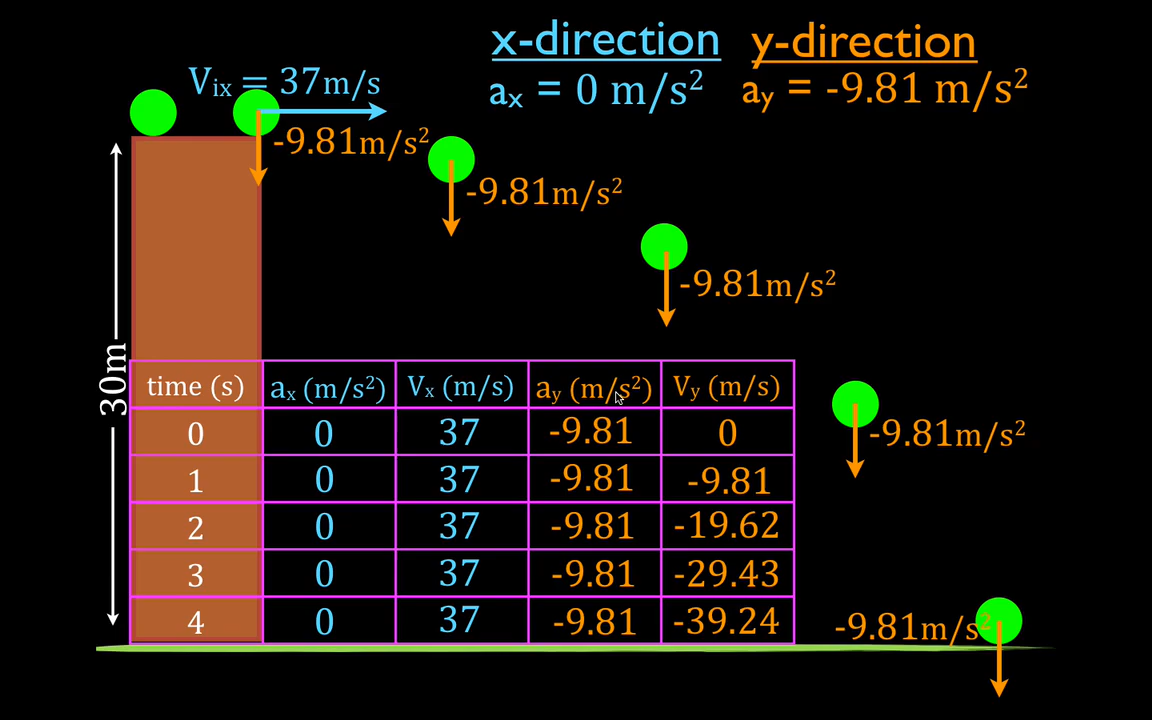 x-direction
y-direction
Vᵢₓ = 37m/s
aₓ = 0 m/s²
aᵧ = -9.81 m/s²
-9.81m/s²
-9.81m/s²
-9.81m/s²
30m
time (s) aₓ (m/s²) Vₓ (m/s) aᵧ (m/s²) Vᵧ (m/s)
0 0 37 -9.81 0
1 0 37 -9.81 -9.81
2 0 37 -9.81 -19.62
3 0 37 -9.81 -29.43
4 0 37 -9.81 -39.24
-9.81m/s²
-9.81m/s²